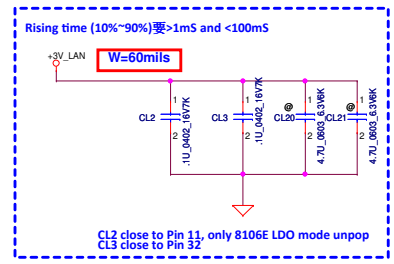 Rising time (10%~90%)要>1mS and <100mS
+3V_LAN
W=60mils
1
CL2
.1U_0402_16V7K
2
1
CL3
.1U_0402_16V7K
2
@
1
CL20
4.7U_0603_6.3V6K
2
@
1
CL21
4.7U_0603_6.3V6K
2
CL2 close to Pin 11, only 8106E LDO mode unpop
CL3 close to Pin 32